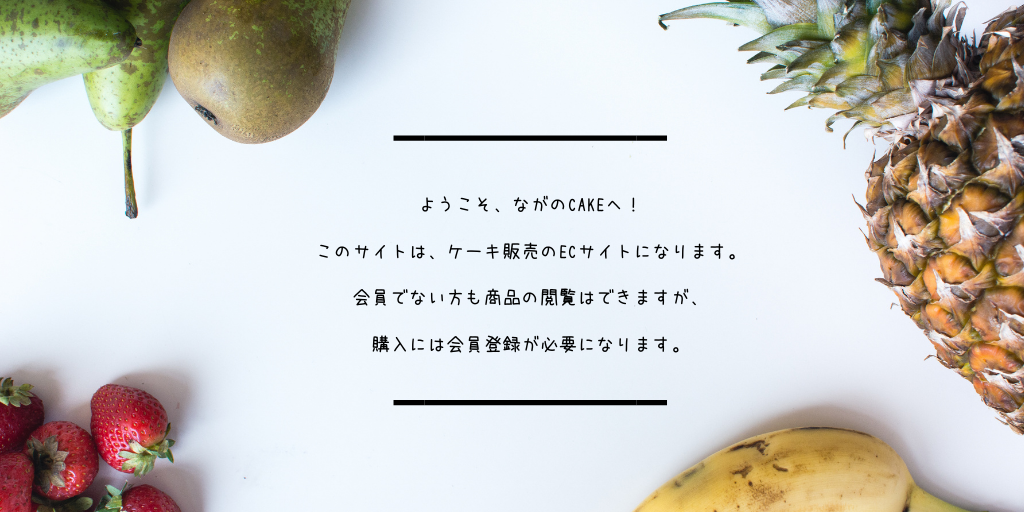 ようこそ、ながのCAKEへ！
このサイトは、ケーキ販売のECサイトになります。
会員でない方も商品の閲覧はできますが、
購入には会員登録が必要になります。